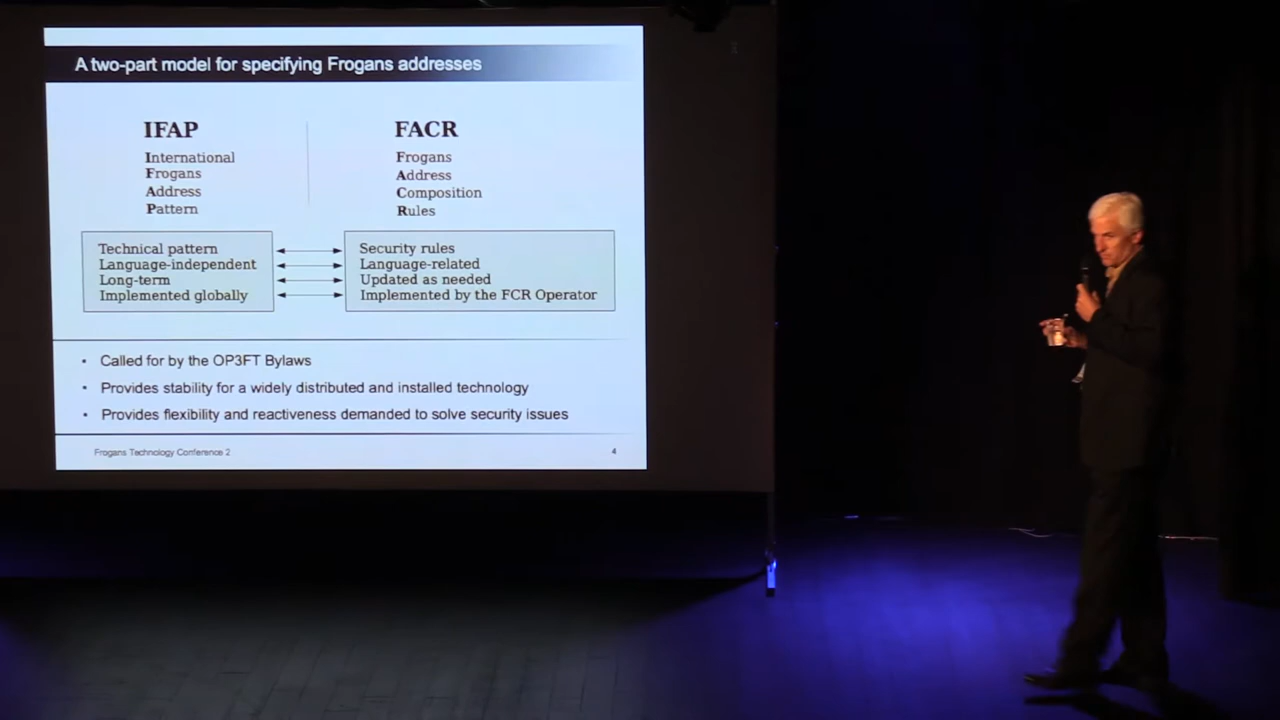 A two-part model for specifying Frogans addresses
IFAP
International
Frogans
Address
Pattern
FACR
Frogans
Address
Composition
Rules
Technical pattern
Language-independent
Long-term
Implemented globally
Security rules
Language-related
Updated as needed
Implemented by the FCR Operator
• Called for by the OP3FT Bylaws
• Provides stability for a widely distributed and installed technology
• Provides flexibility and reactiveness demanded to solve security issues
Frogans Technology Conference 2
4